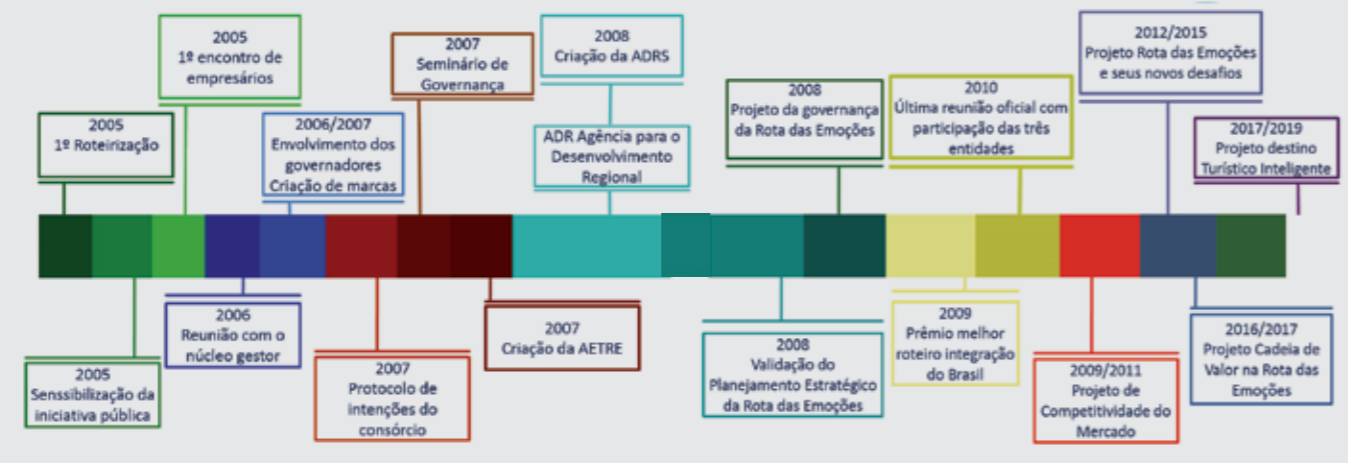 2005
1º Roteirização
2005
1º encontro de
empresários
2006/2007
Envolvimento dos
governadores
Criação de marcas
2007
Seminário de
Governança
2008
Criação da ADRS
ADR Agência para o
Desenvolvimento
Regional
2008
Projeto da governança
da Rota das Emoções
2010
Última reunião oficial com
participação das três
entidades
2012/2015
Projeto Rota das Emoções
e seus novos desafios
2017/2019
Projeto destino
Turístico Inteligente
2005
Senssibilização da
iniciativa pública
2006
Reunião com o
núcleo gestor
2007
Protocolo de
intenções do
consórcio
2007
Criação da AETRE
2008
Validação do
Planejamento Estratégico
da Rota das Emoções
2009
Prêmio melhor
roteiro integração
do Brasil
2009/2011
Projeto de
Competitividade do
Mercado
2016/2017
Projeto Cadeia de
Valor na Rota das
Emoções